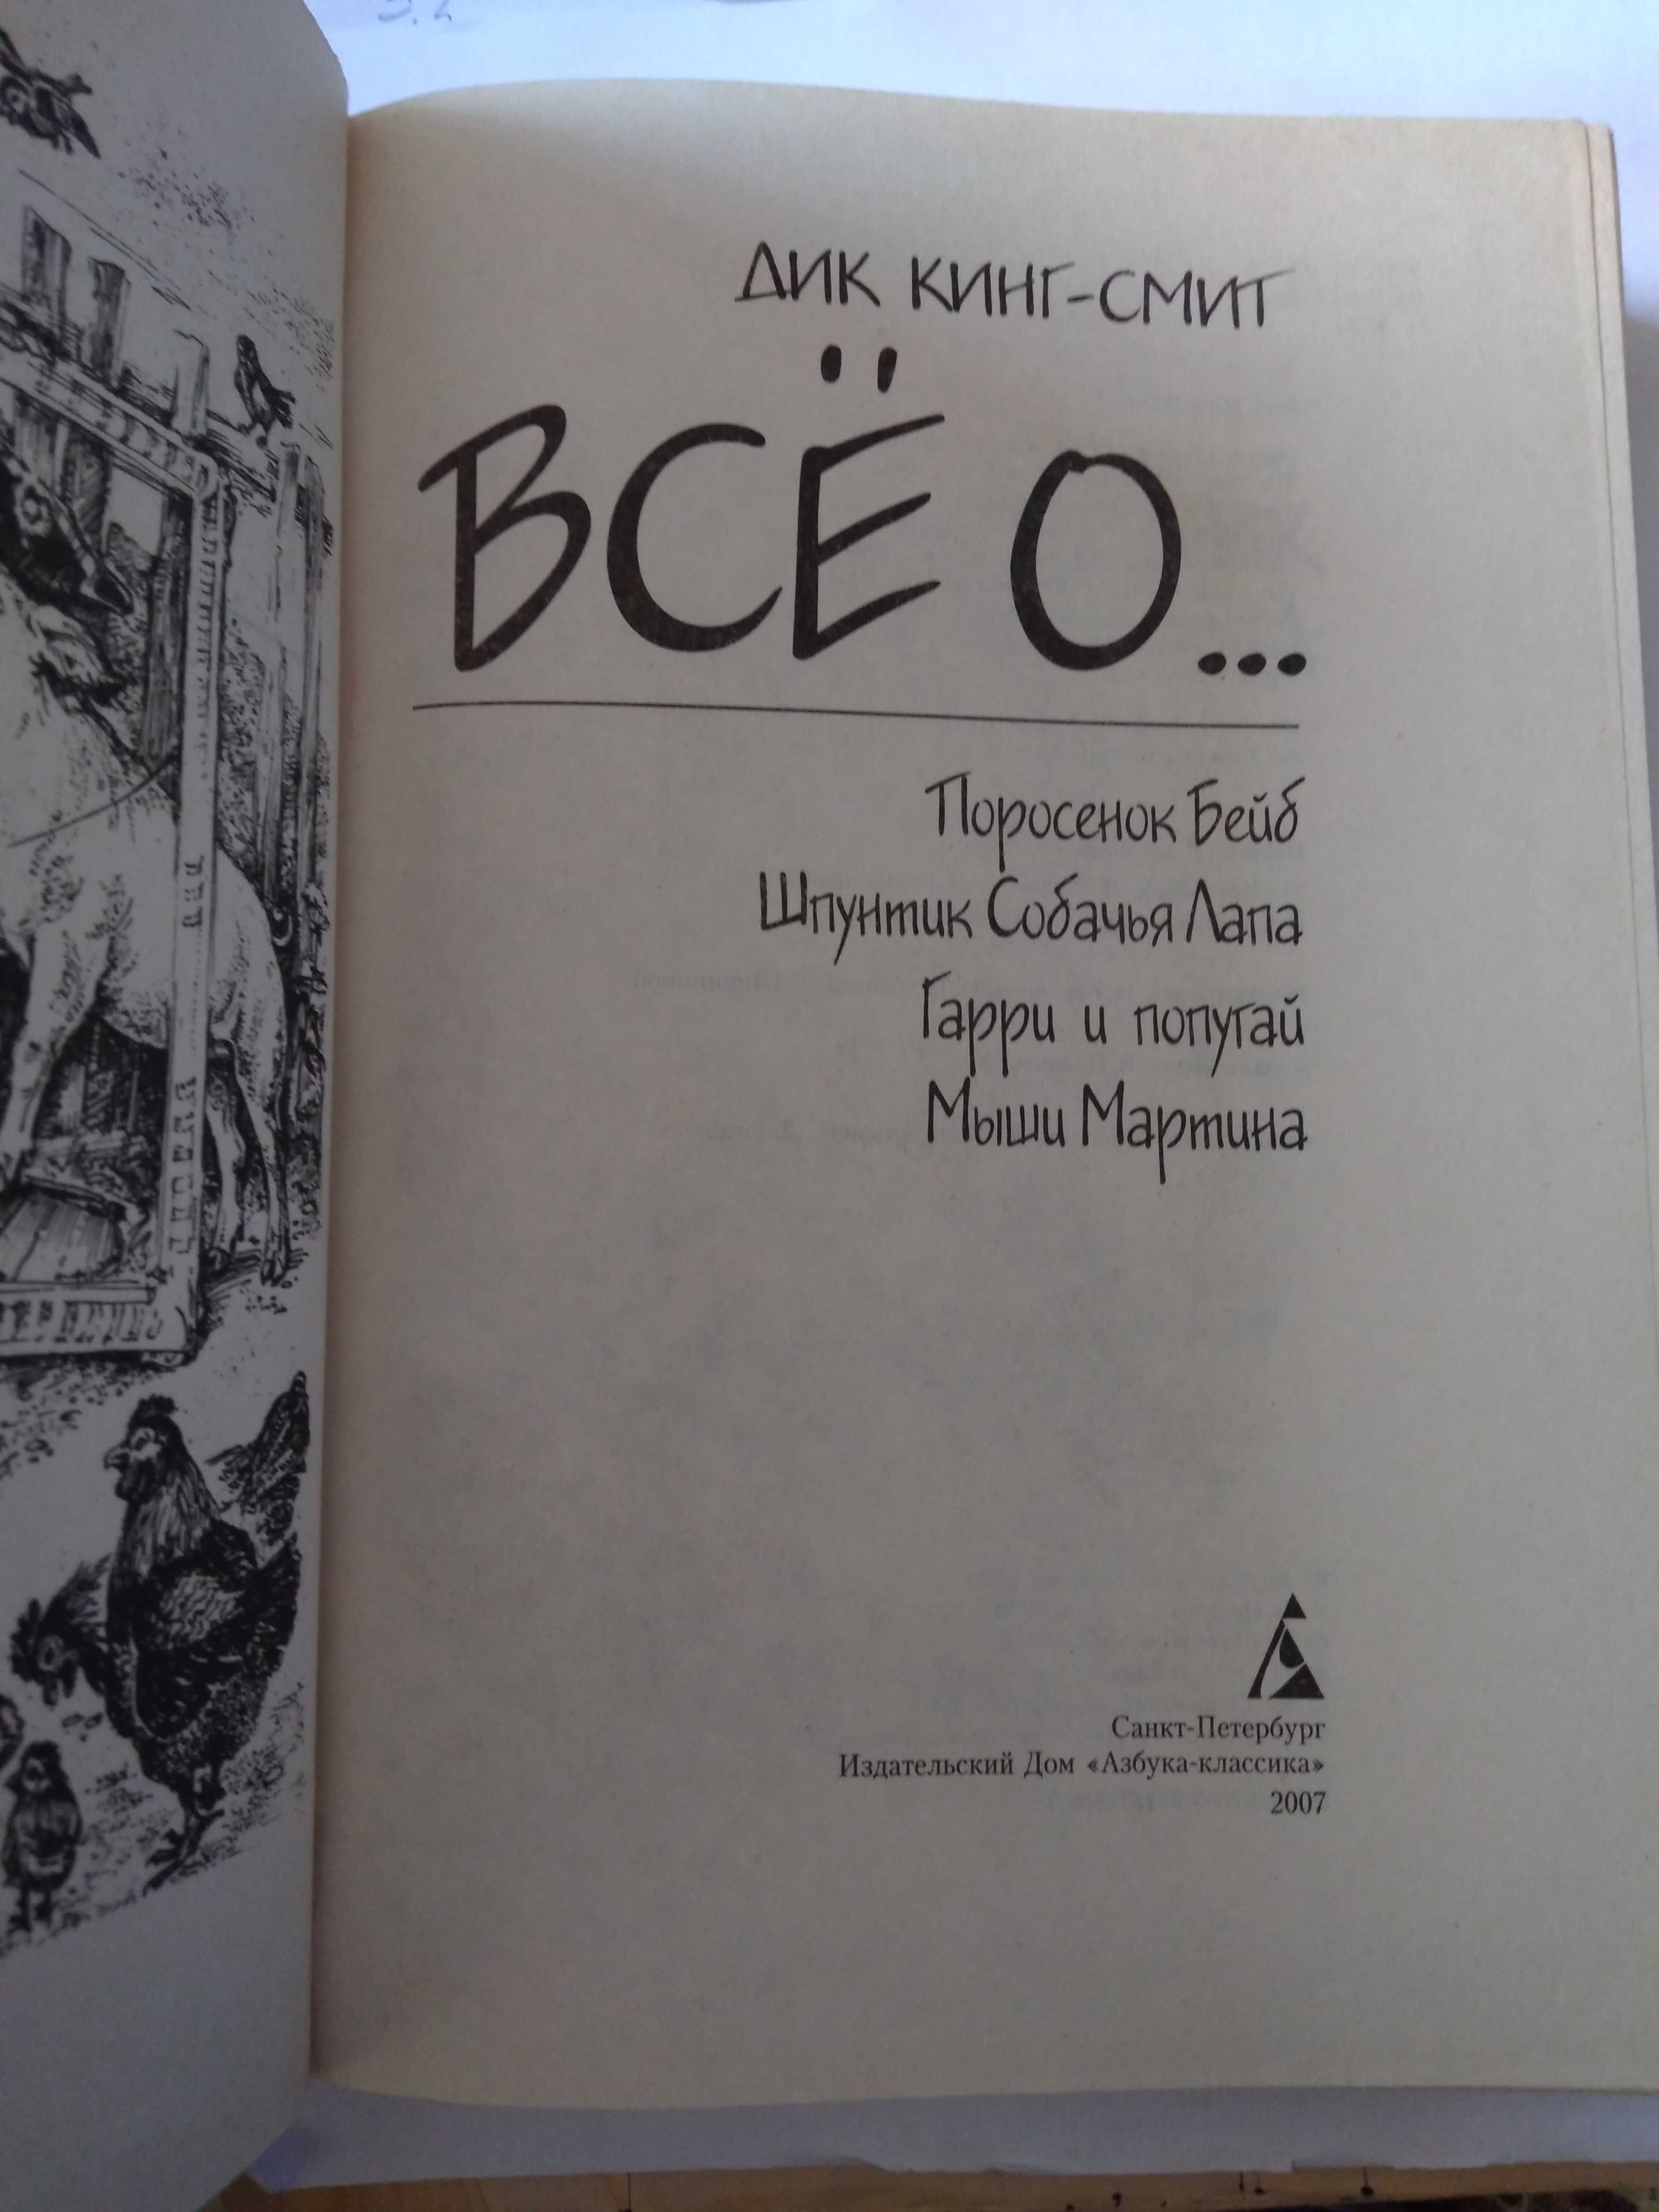 ДИК КИНГ-СМИТ
ВСЁ О...
Поросенок Бейб
Шпунтик Собачья Лапа
Гарри и попугай
Мыши Мартина
Санкт-Петербург
Издательский Дом «Азбука-классика»
2007